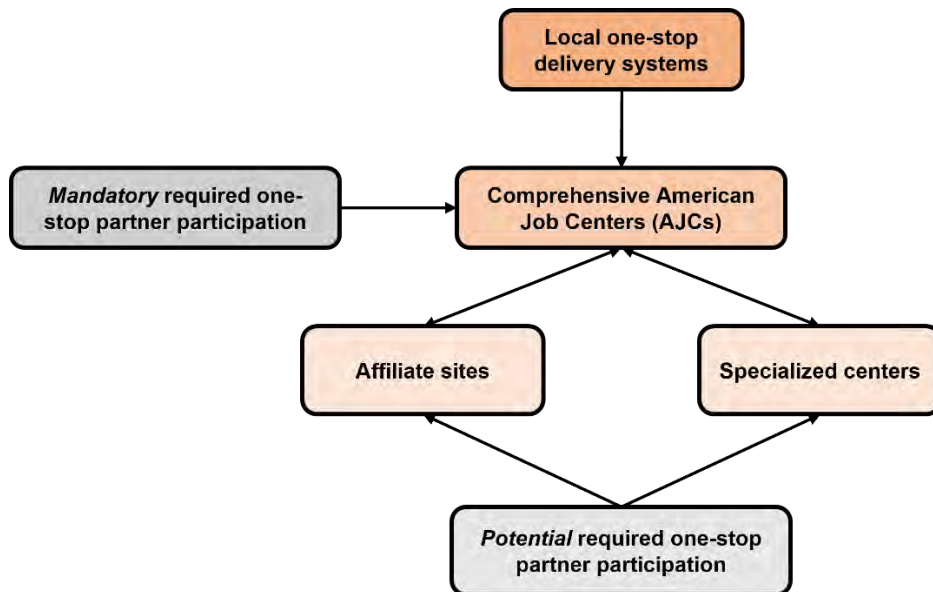 Local one-stop
delivery systems
Mandatory required one-
stop partner participation
Comprehensive American
Job Centers (AJCs)
Affiliate sites
Specialized centers
Potential required one-stop
partner participation